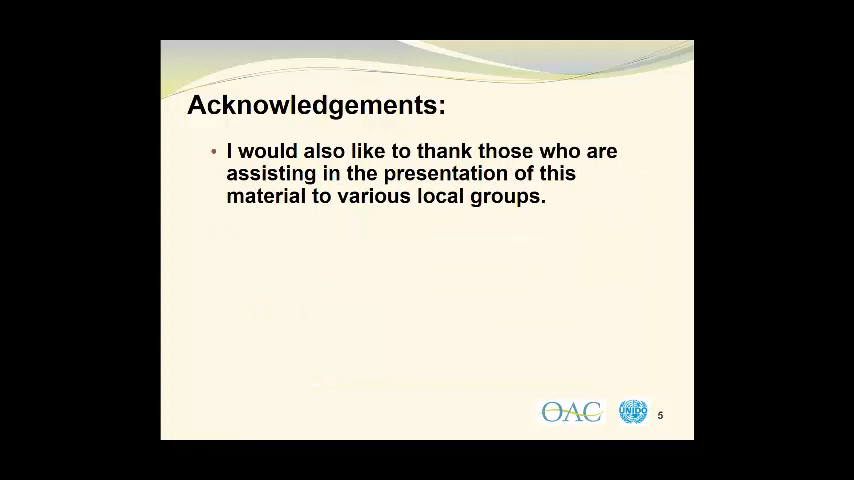 Acknowledgements:
• I would also like to thank those who are
assisting in the presentation of this
material to various local groups.
OAC UNIDO 5